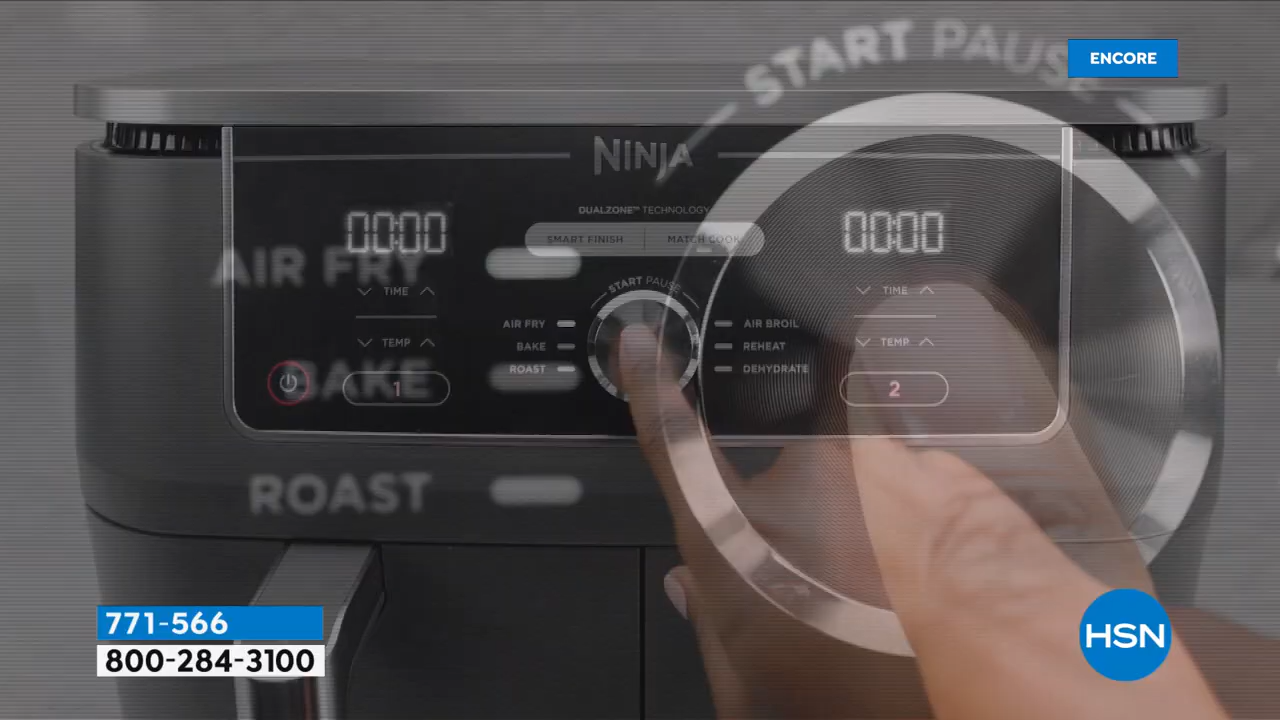 START PAUSE
ENCORE
NINJA
DUALZONE™ TECHNOLOGY
SMART FINISH
MATCH COOK
00:00
00:00
AIR FRY
TIME
TIME
START PAUSE
AIR FRY
BAKE
ROAST
AIR BROIL
REHEAT
DEHYDRATE
TEMP
TEMP
BAKE
1
2
ROAST
771-566
800-284-3100
HSN